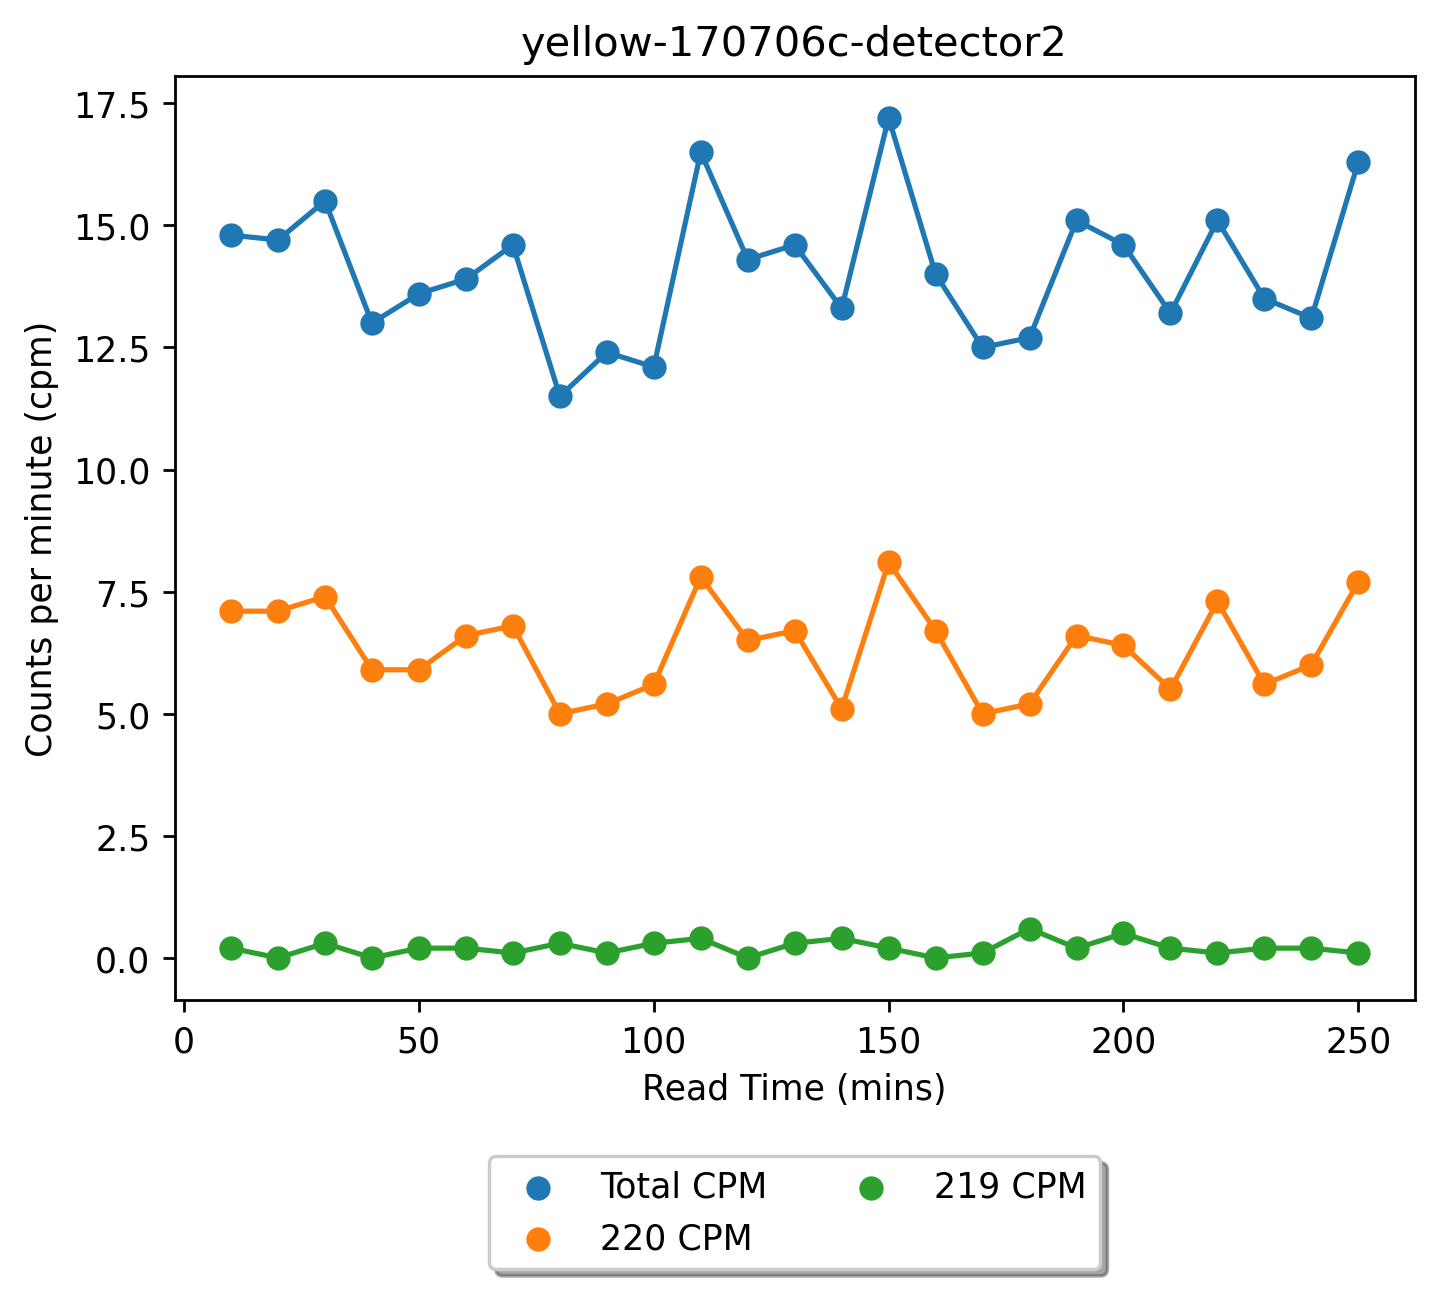 yellow-170706c-detector2
17.5
15.0
12.5
10.0
7.5
5.0
2.5
0.0
Counts per minute (cpm)
0 50 100 150 200 250
Read Time (mins)
Total CPM 219 CPM
220 CPM